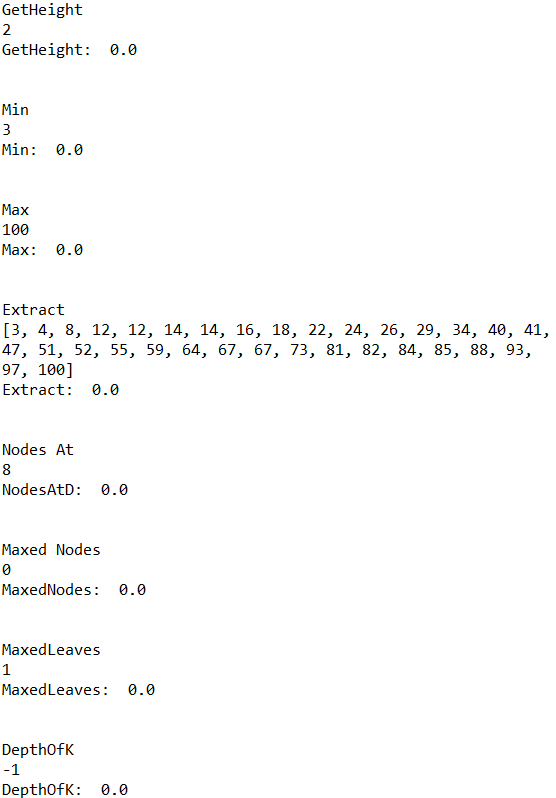 GetHeight
2
GetHeight:  0.0
Min
3
Min:  0.0
Max
100
Max:  0.0
Extract
[3, 4, 8, 12, 12, 14, 14, 16, 18, 22, 24, 26, 29, 34, 40, 41,
47, 51, 52, 55, 59, 64, 67, 67, 73, 81, 82, 84, 85, 88, 93,
97, 100]
Extract:  0.0
Nodes At
8
NodesAtD:  0.0
Maxed Nodes
0
MaxedNodes:  0.0
MaxedLeaves
1
MaxedLeaves:  0.0
DepthOfK
-1
DepthOfK:  0.0